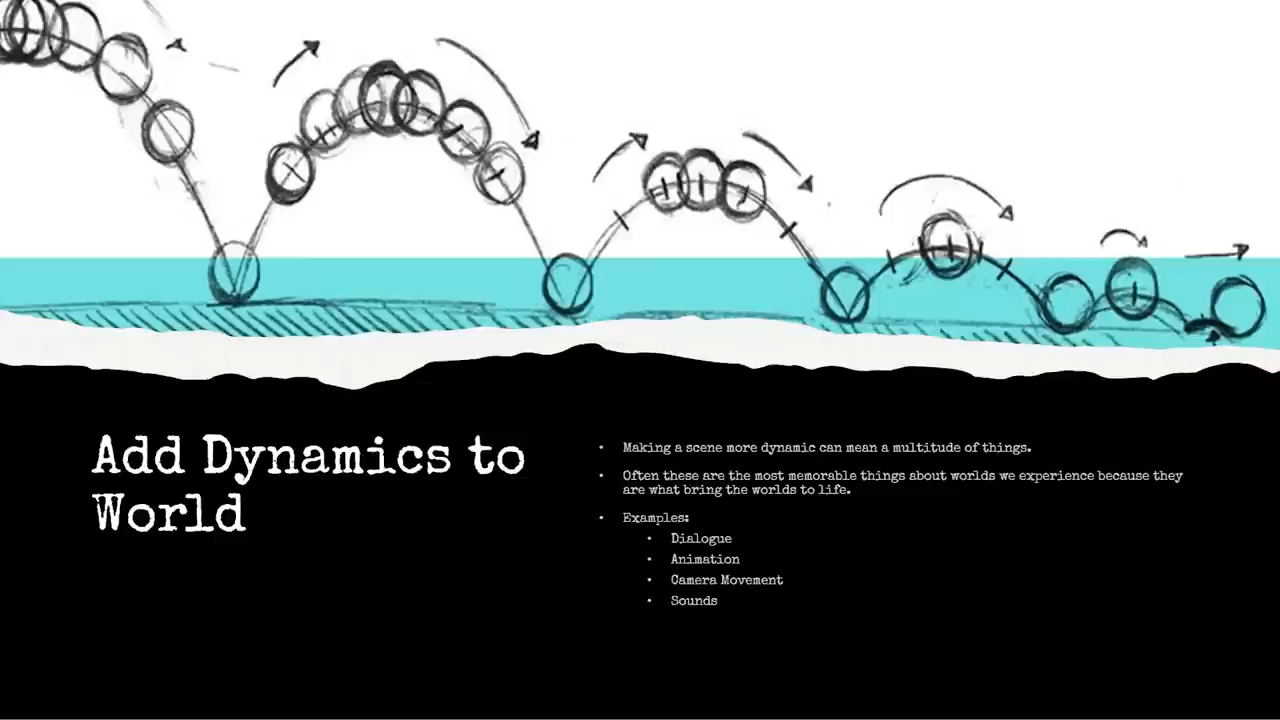 Add Dynamics to
World
• Making a scene more dynamic can mean a multitude of things.
• Often these are the most memorable things about worlds we experience because they
are what bring the worlds to life.
• Examples:
• Dialogue
• Animation
• Camera Movement
• Sounds